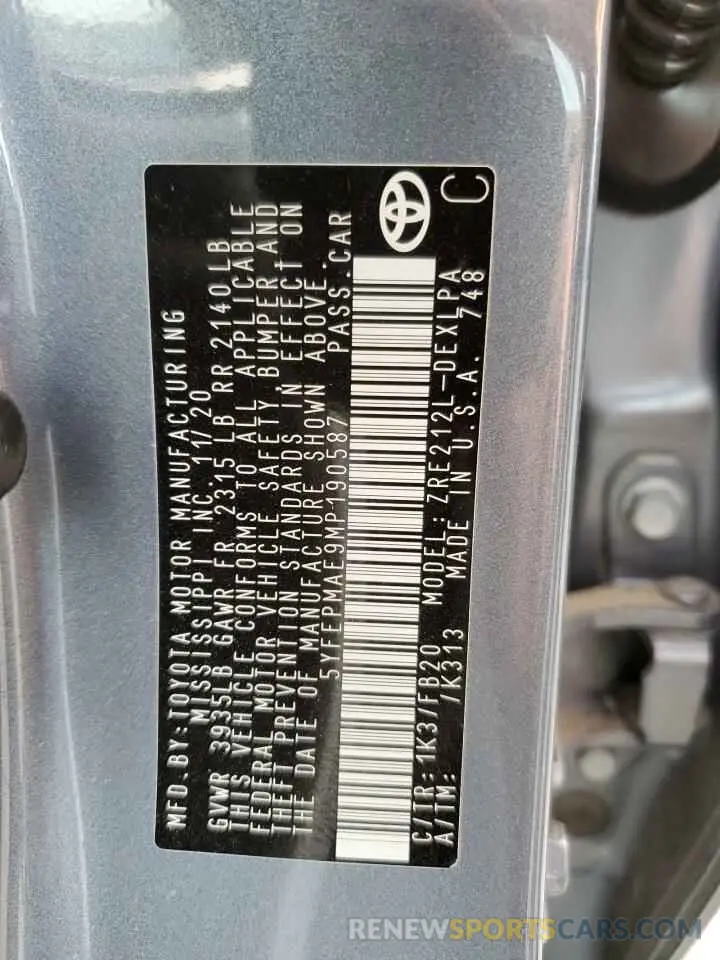 MFD.BY:TOYOTA MOTOR MANUFACTURING
MISSISSIPPI INC. 11/20
GVWR 3935LB GAWR FR 2315 LB RR 2140 LB
THIS VEHICLE CONFORMS TO ALL APPLICABLE
FEDERAL MOTOR VEHICLE SAFETY, BUMPER AND
THEFT PREVENTION STANDARDS IN EFFECT ON
THE DATE OF MANUFACTURE SHOWN ABOVE.
5YFEPMAE9MP190587 PASS.CAR
C/TR: 1K3/FB20 MODEL: ZRE212L-DEXLPA
A/TM: /K313 MADE IN U.S.A. 748
C
RENEWSPORTSCARS.COM